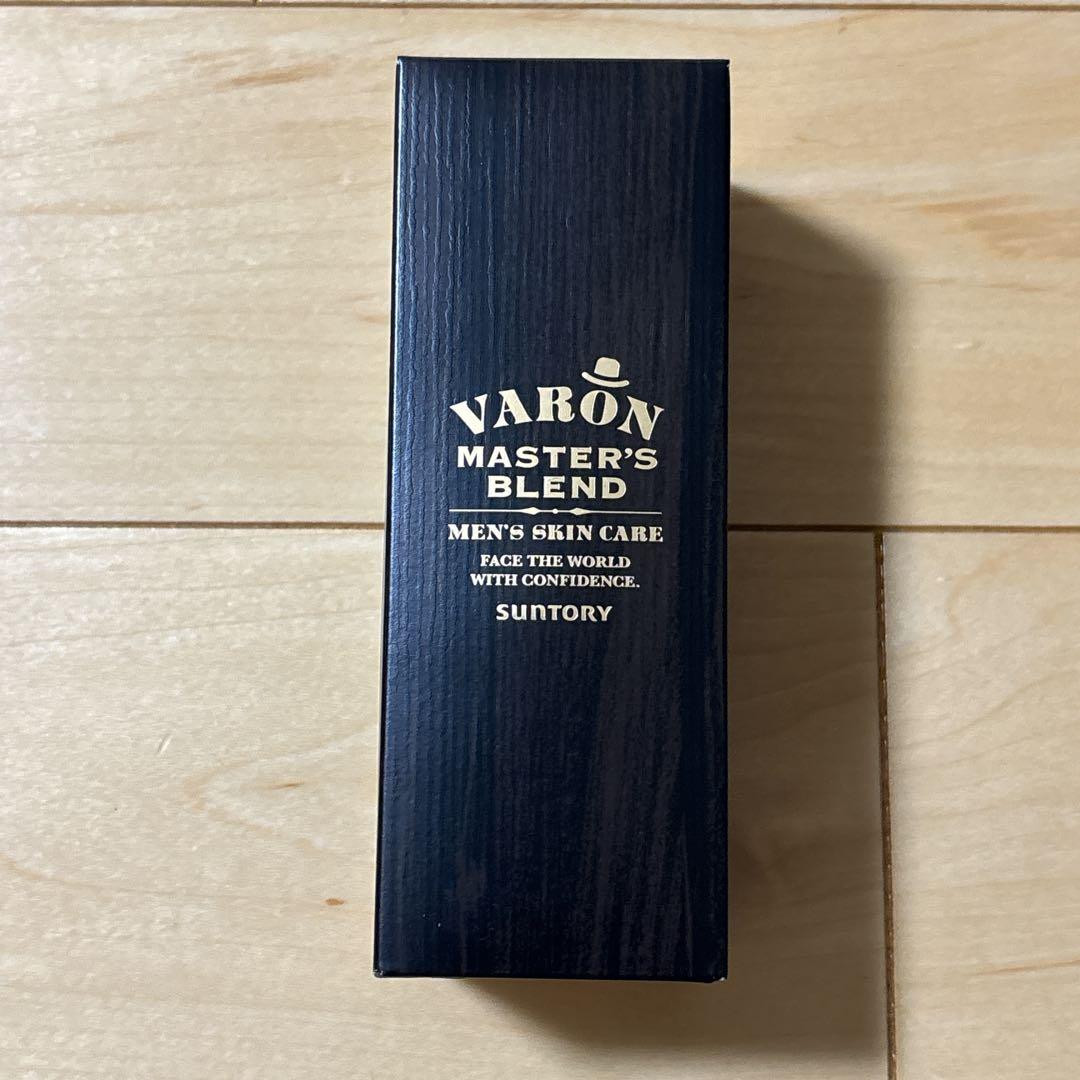 VARON
MASTER'S
BLEND
MEN'S SKIN CARE
FACE THE WORLD
WITH CONFIDENCE.
SUNTORY